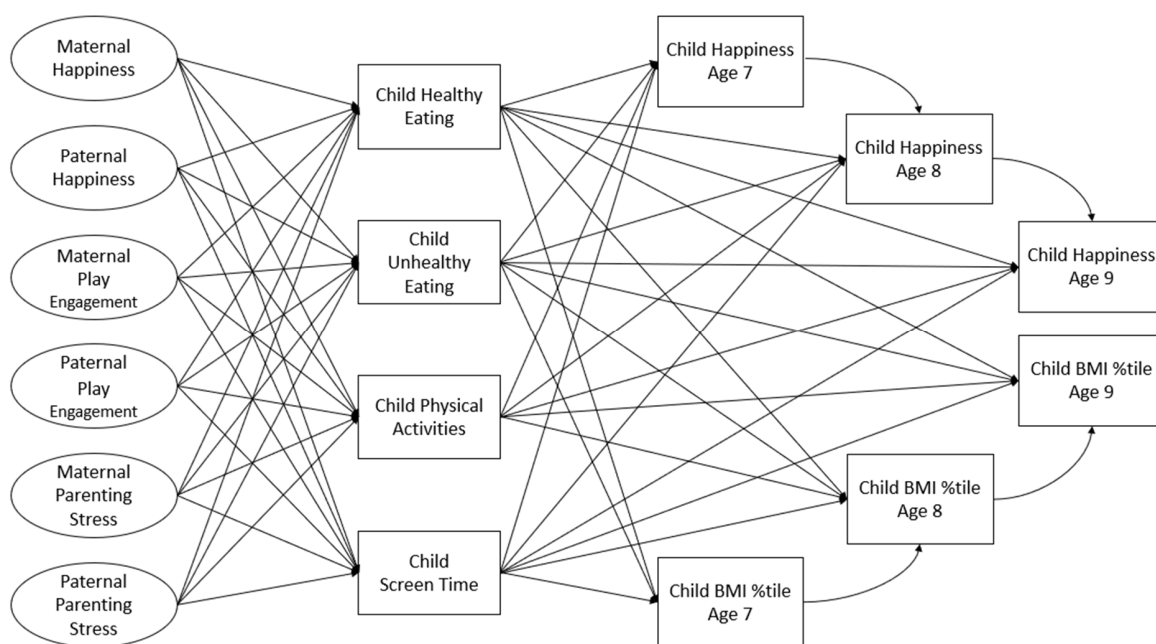 Maternal
Happiness
Paternal
Happiness
Maternal
Play
Engagement
Paternal
Play
Engagement
Maternal
Parenting
Stress
Paternal
Parenting
Stress
Child Healthy
Eating
Child
Unhealthy
Eating
Child Physical
Activities
Child
Screen Time
Child Happiness
Age 7
Child Happiness
Age 8
Child Happiness
Age 9
Child BMI %tile
Age 9
Child BMI %tile
Age 8
Child BMI %tile
Age 7